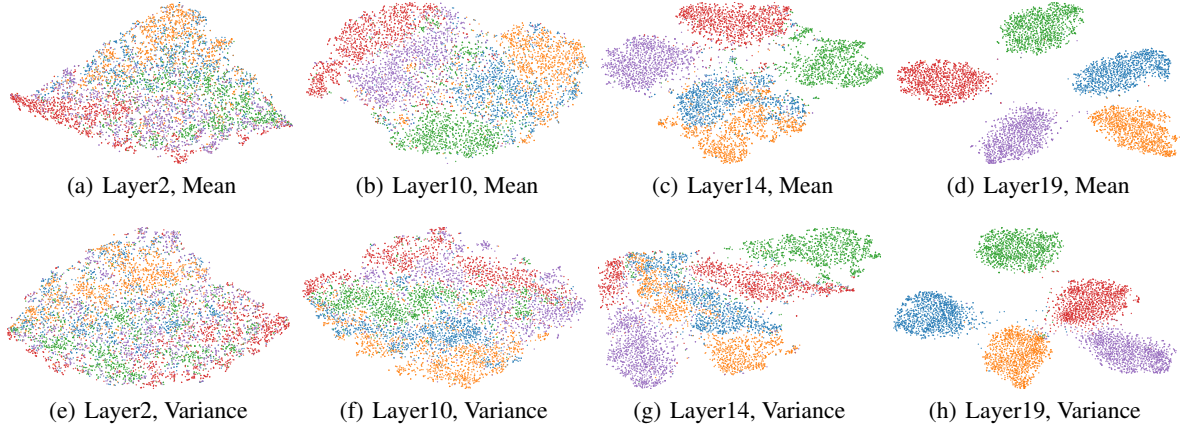 (a) Layer2, Mean
(b) Layer10, Mean
(c) Layer14, Mean
(d) Layer19, Mean
(e) Layer2, Variance
(f) Layer10, Variance
(g) Layer14, Variance
(h) Layer19, Variance